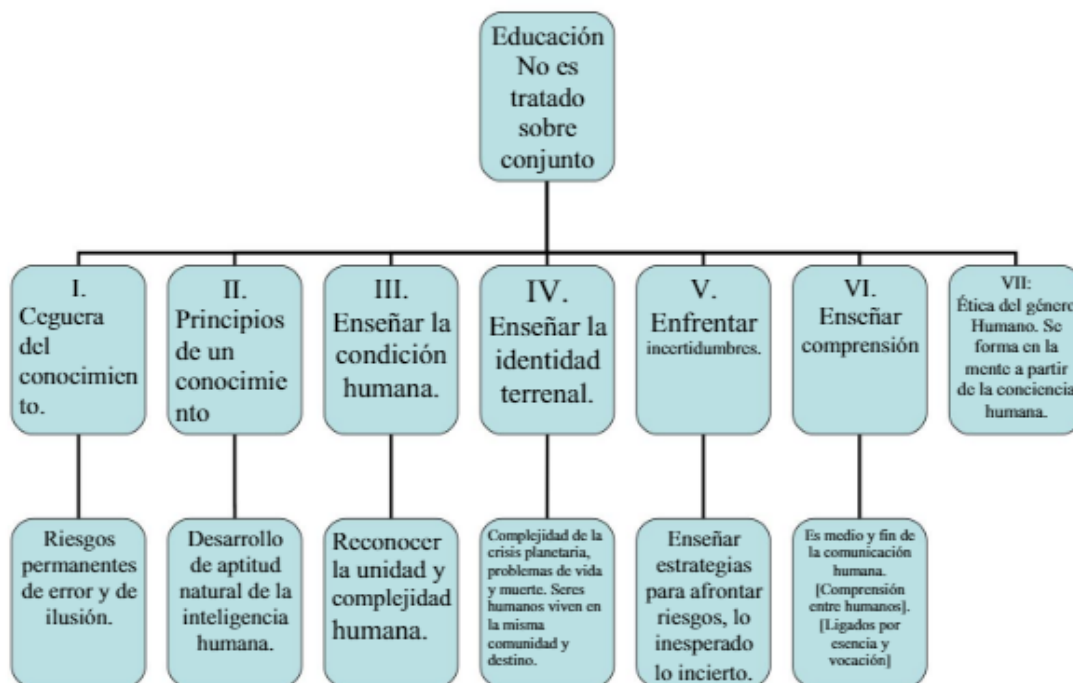 Educación
No es
tratado
sobre
conjunto
I.
Ceguera
del
conocimien
to.
II.
Principios
de un
conocimie
nto
III.
Enseñar la
condición
humana.
IV.
Enseñar la
identidad
terrenal.
V.
Enfrentar
incertidumbres.
VI.
Enseñar
comprensión
VII:
Ética del género
Humano. Se
forma en la
mente a partir
de la conciencia
humana.
Riesgos
permanentes
de error y de
ilusión.
Desarrollo
de aptitud
natural de la
inteligencia
humana.
Reconocer
la unidad y
complejidad
humana.
Complejidad de la
crisis planetaria,
problemas de vida
y muerte. Seres
humanos viven en
la misma
comunidad y
destino.
Enseñar
estrategias
para afrontar
riesgos, lo
inesperado
lo incierto.
Es medio y fin de
la comunicación
humana.
[Comprensión
entre humanos].
[Ligados por
esencia y
vocación]